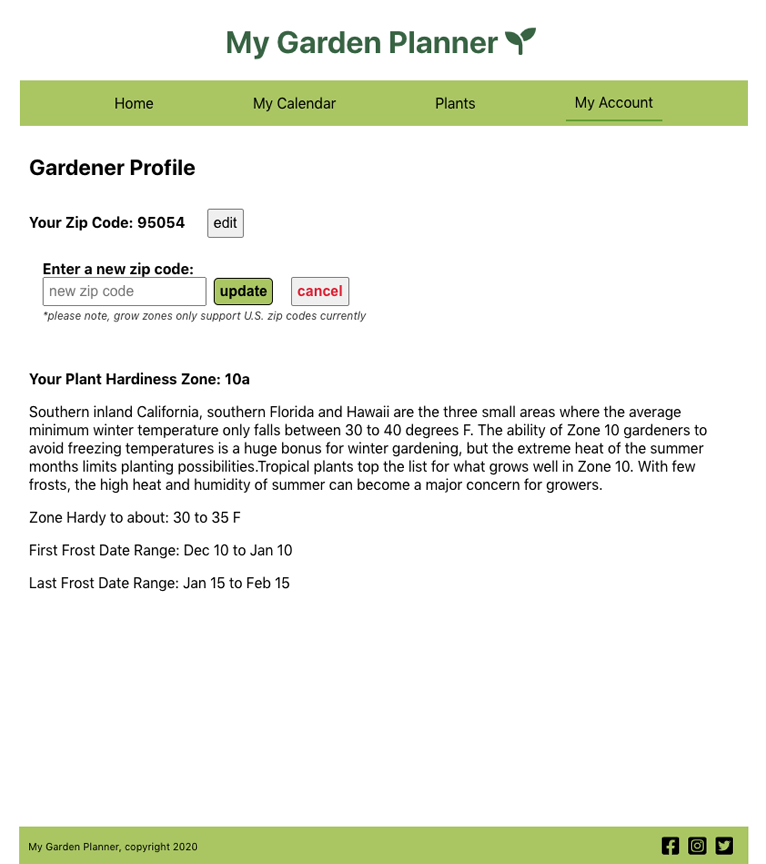 My Garden Planner
Home My Calendar Plants My Account
Gardener Profile
Your Zip Code: 95054 edit
Enter a new zip code:
new zip code update cancel
*please note, grow zones only support U.S. zip codes currently
Your Plant Hardiness Zone: 10a
Southern inland California, southern Florida and Hawaii are the three small areas where the average
minimum winter temperature only falls between 30 to 40 degrees F. The ability of Zone 10 gardeners to
avoid freezing temperatures is a huge bonus for winter gardening, but the extreme heat of the summer
months limits planting possibilities.Tropical plants top the list for what grows well in Zone 10. With few
frosts, the high heat and humidity of summer can become a major concern for growers.
Zone Hardy to about: 30 to 35 F
First Frost Date Range: Dec 10 to Jan 10
Last Frost Date Range: Jan 15 to Feb 15
My Garden Planner, copyright 2020